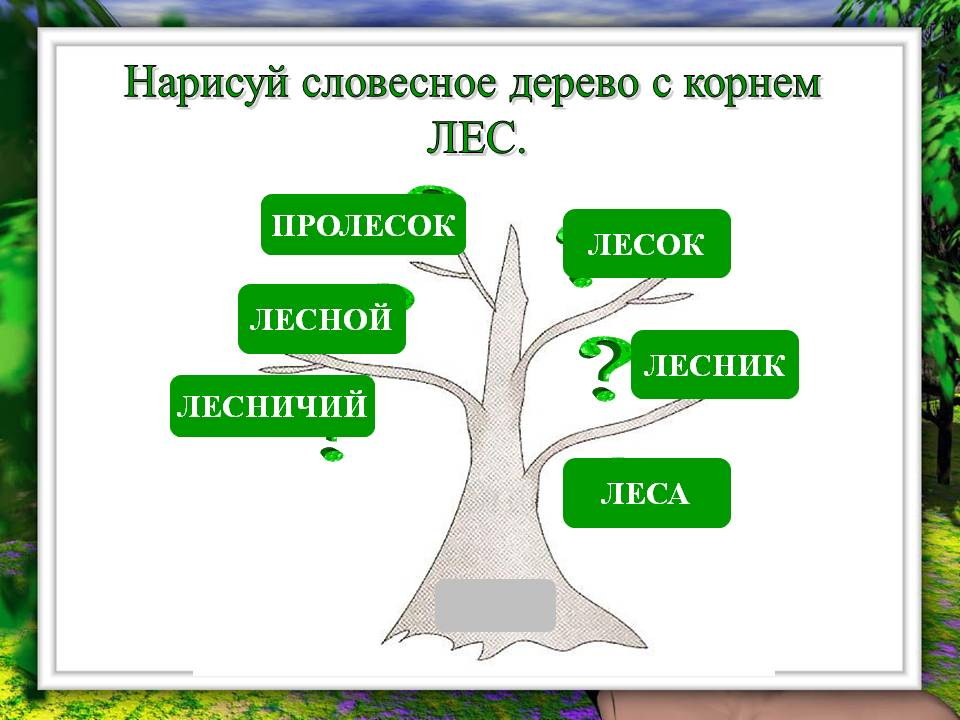 Нарисуй словесное дерево с корнем
ЛЕС.
ПРОЛЕСОК
ЛЕСОК
ЛЕСНОЙ
?
ЛЕСНИК
ЛЕСНИЧИЙ
ЛЕСА